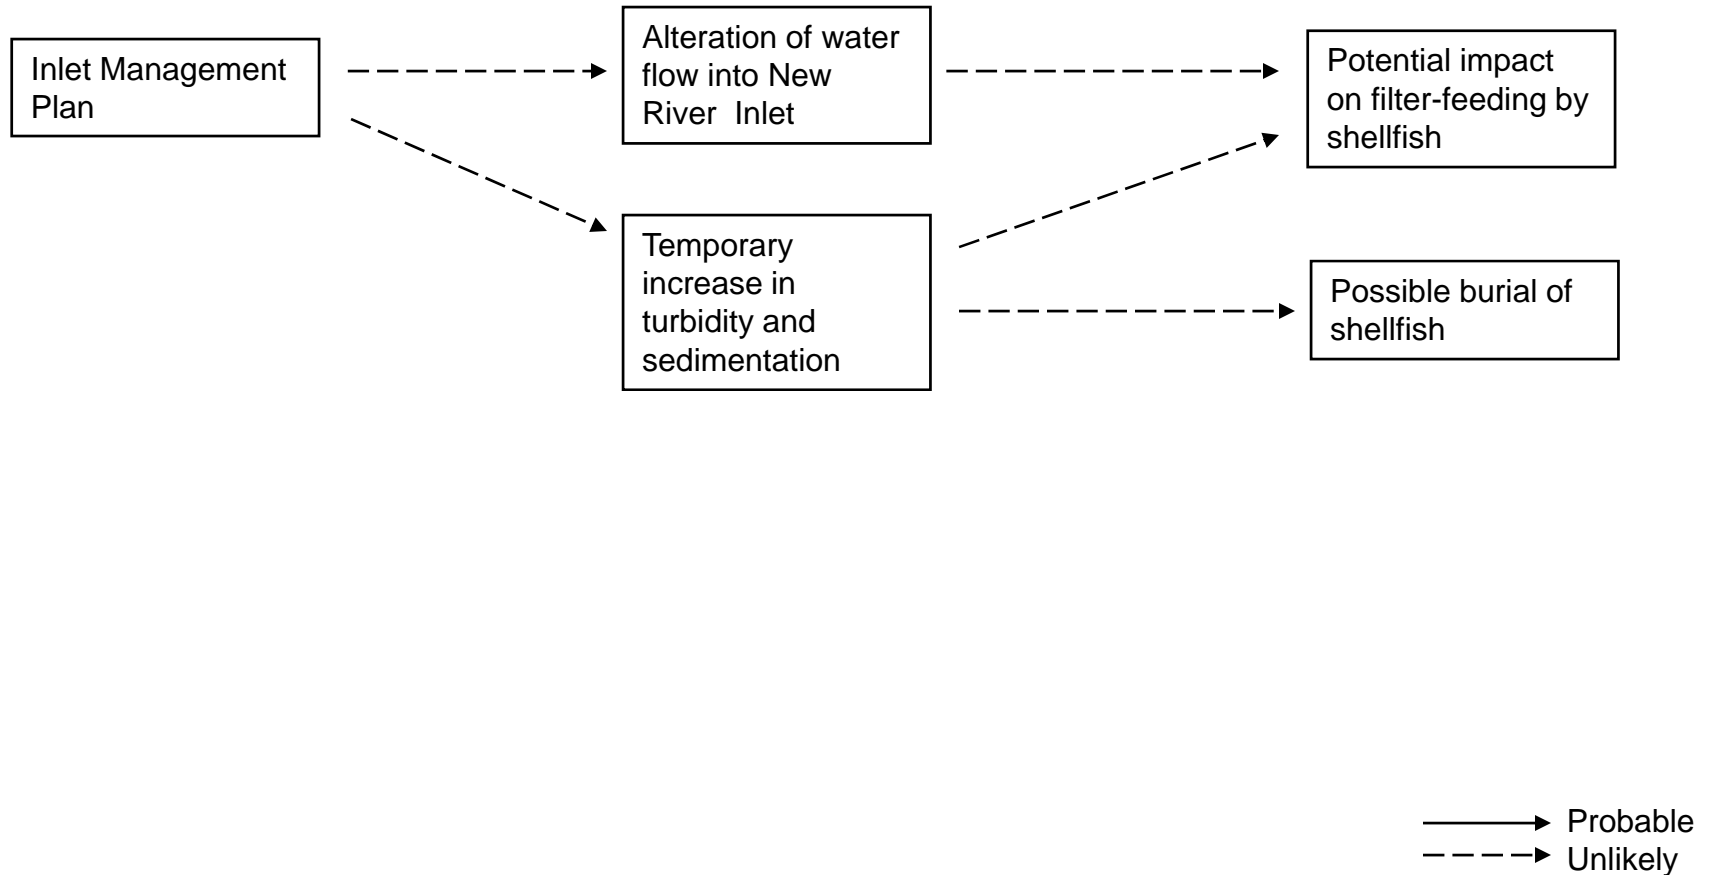 Inlet Management
Plan
Alteration of water
flow into New
River  Inlet
Potential impact
on filter-feeding by
shellfish
Temporary
increase in
turbidity and
sedimentation
Possible burial of
shellfish
Probable
Unlikely